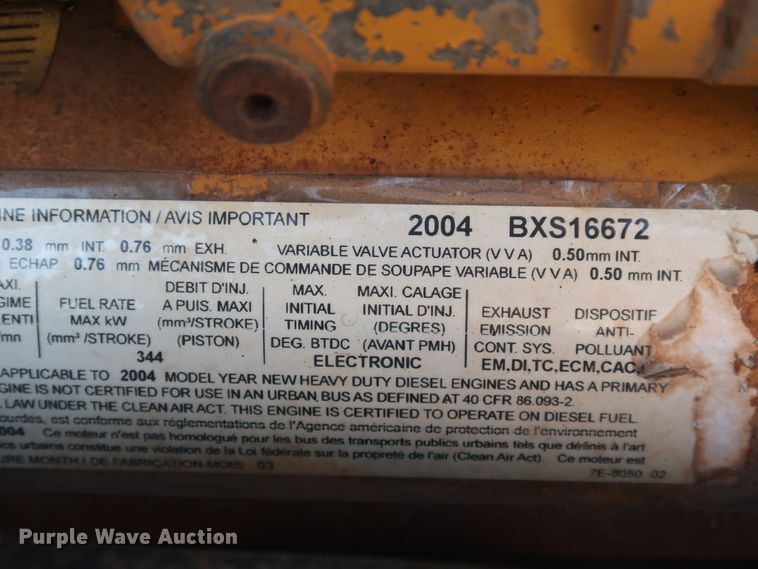 INE INFORMATION / AVIS IMPORTANT 2004 BXS16672
0.38 mm INT. 0.76 mm EXH. VARIABLE VALVE ACTUATOR (V V A) 0.50mm INT.
ECHAP. 0.76 mm MÉCANISME DE COMMANDE DE SOUPAPE VARIABLE (V V A) 0.50 mm INT.
AXI. DEBIT D'INJ. MAX. MAXI. CALAGE
GIME FUEL RATE A PUIS. MAXI INITIAL INITIAL D'INJ. EXHAUST DISPOSITIF
LENTI MAX kW (mm³/STROKE) TIMING (DEGRES) EMISSION ANTI-
/mn (mm³ /STROKE) (PISTON) DEG. BTDC (AVANT PMH) CONT. SYS. POLLUANT
344 ELECTRONIC EM,DI,TC,ECM,CAC,
APPLICABLE TO 2004 MODEL YEAR NEW HEAVY DUTY DIESEL ENGINES AND HAS A PRIMARY
GINE IS NOT CERTIFIED FOR USE IN AN URBAN BUS AS DEFINED AT 40 CFR 86.093-2.
LAW UNDER THE CLEAN AIR ACT. THIS ENGINE IS CERTIFIED TO OPERATE ON DIESEL FUEL.
ourdes, est conforme aux réglementations de l'Agence américaine de protection de l'environnement
004 Ce moteur n'est pas homologué pour les bus des transports publics urbains tels que définis à l'art
ics urbains constitue une violation de la Loi fédérale sur la propreté de l'air (Clean Air Act). Ce moteur est
URE MONTH / DE FABRICATION-MOIS. 03 7E-8050 02
Purple Wave Auction